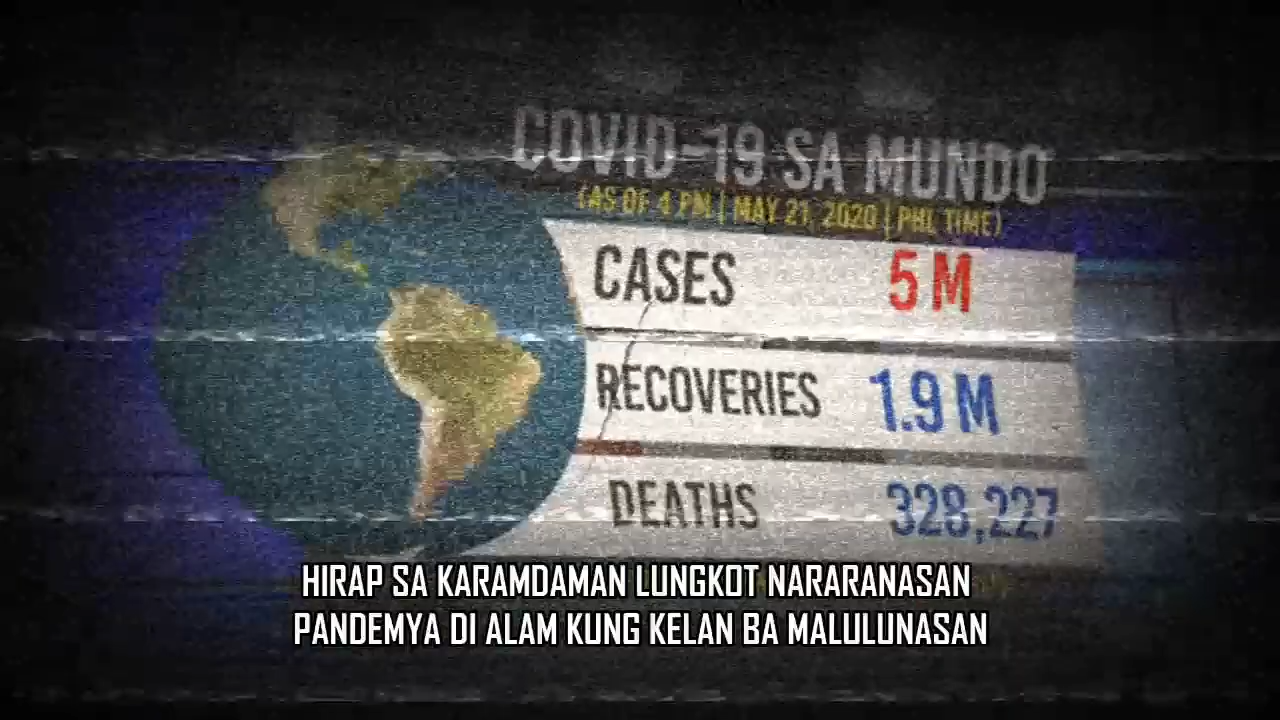 COVID-19 SA MUNDO
(AS OF 4 PM | MAY 21, 2020 | PHL TIME)
CASES 5 M
RECOVERIES 1.9 M
DEATHS 328,227
HIRAP SA KARAMDAMAN LUNGKOT NARARANASAN
PANDEMYA DI ALAM KUNG KELAN BA MALULUNASAN